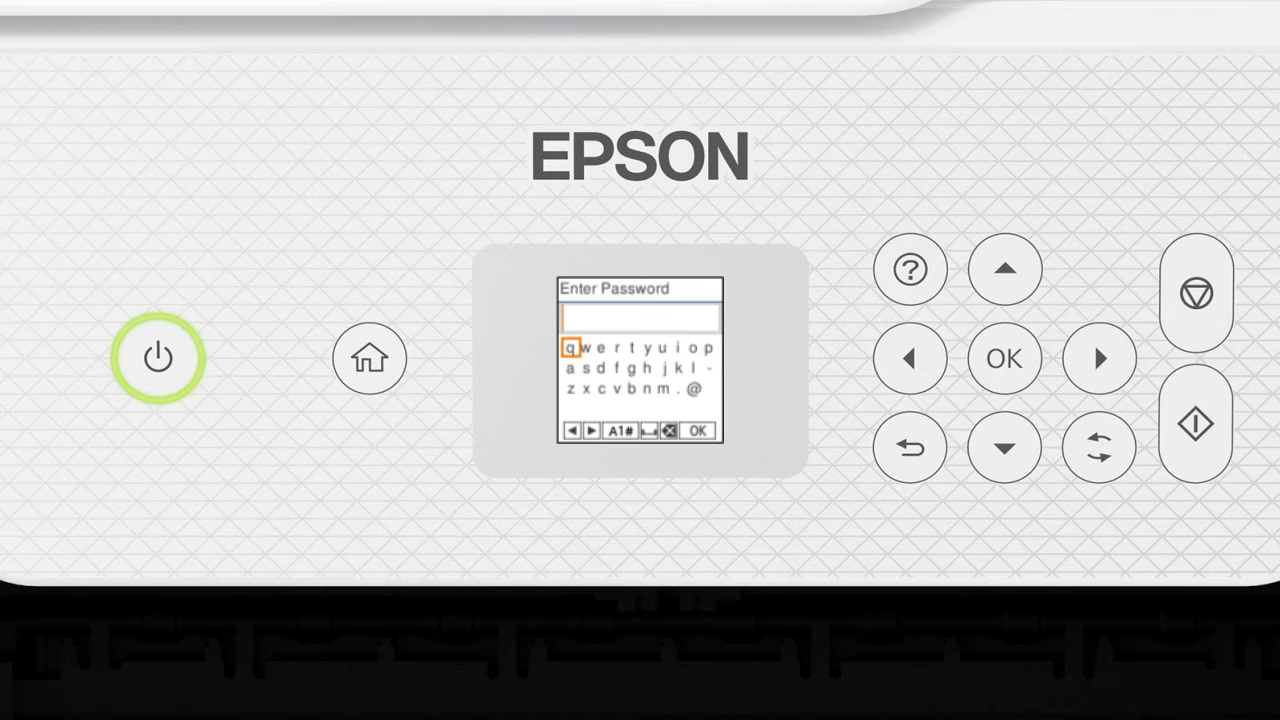 EPSON
Enter Password
q w e r t y u i o p
a s d f g h j k l -
z x c v b n m . @
A1# OK
?
OK